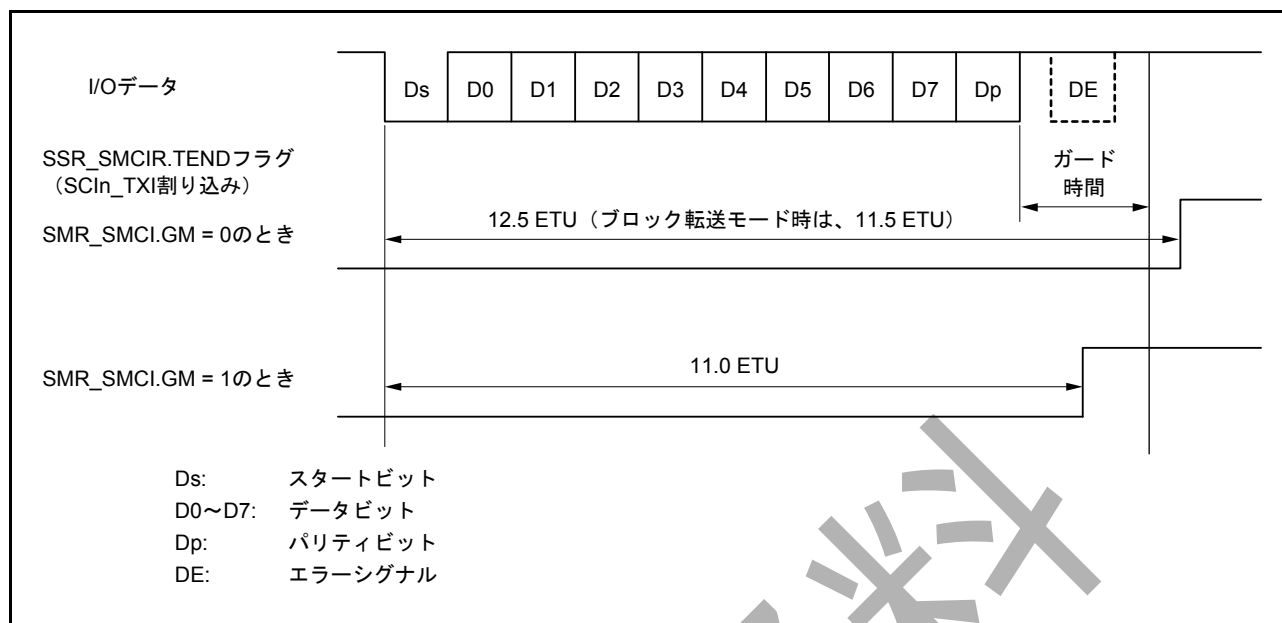 I/Oデータ
Ds D0 D1 D2 D3 D4 D5 D6 D7 Dp DE
SSR_SMCIR.TENDフラグ
（SCIn_TXI割り込み）
ガード
時間
12.5 ETU（ブロック転送モード時は、11.5 ETU）
SMR_SMCI.GM = 0のとき
11.0 ETU
SMR_SMCI.GM = 1のとき
Ds: スタートビット
D0～D7: データビット
Dp: パリティビット
DE: エラーシグナル